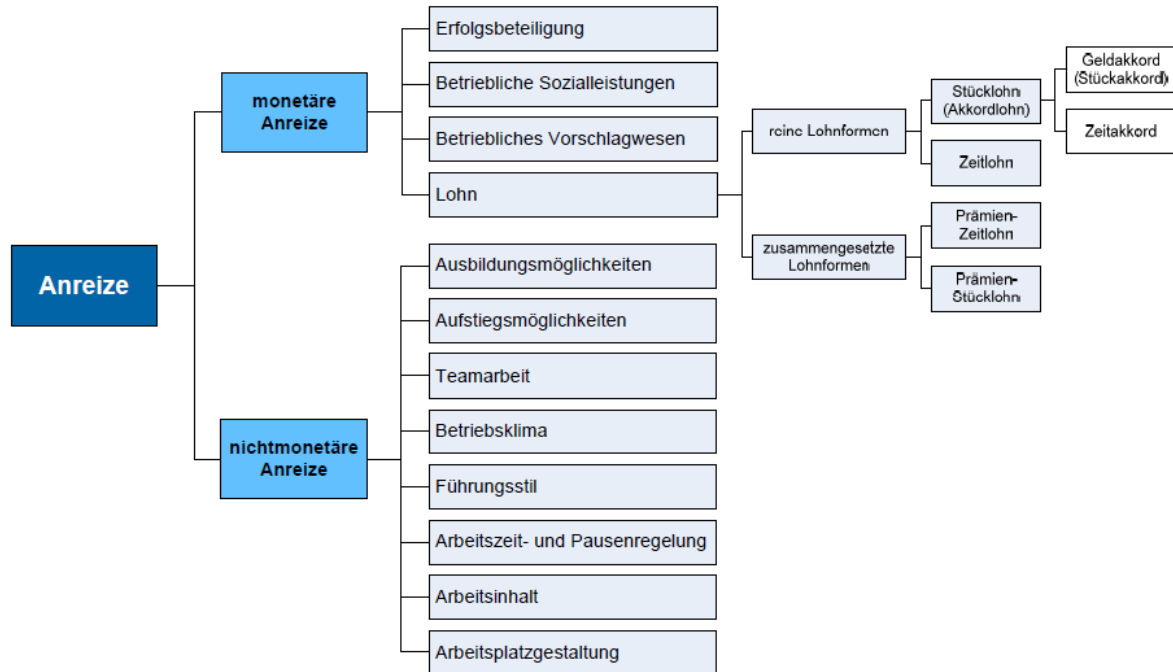 Anreize
monetäre
Anreize
Erfolgsbeteiligung
Betriebliche Sozialleistungen
Betriebliches Vorschlagwesen
Lohn
reine Lohnformen
Stücklohn
(Akkordlohn)
Geldakkord
(Stückakkord)
Zeitakkord
Zeitlohn
zusammengesetzte
Lohnformen
Prämien-
Zeitlohn
Prämien-
Stücklohn
nichtmonetäre
Anreize
Ausbildungsmöglichkeiten
Aufstiegsmöglichkeiten
Teamarbeit
Betriebsklima
Führungsstil
Arbeitszeit- und Pausenregelung
Arbeitsinhalt
Arbeitsplatzgestaltung